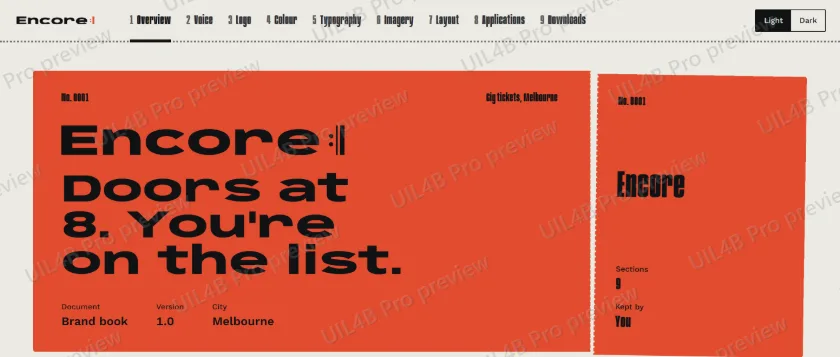 Encore
1 Overview
2 Voice
3 Logo
4 Colour
5 Typography
6 Imagery
7 Layout
8 Applications
9 Downloads
Light
Dark
No. 0001
Gig tickets, Melbourne
Encore
Doors at
8. You're
on the list.
Document
Version
City
Brand book
1.0
Melbourne
No. 0001
Encore
Sections
9
Kept by
You
UIL4B Pro preview